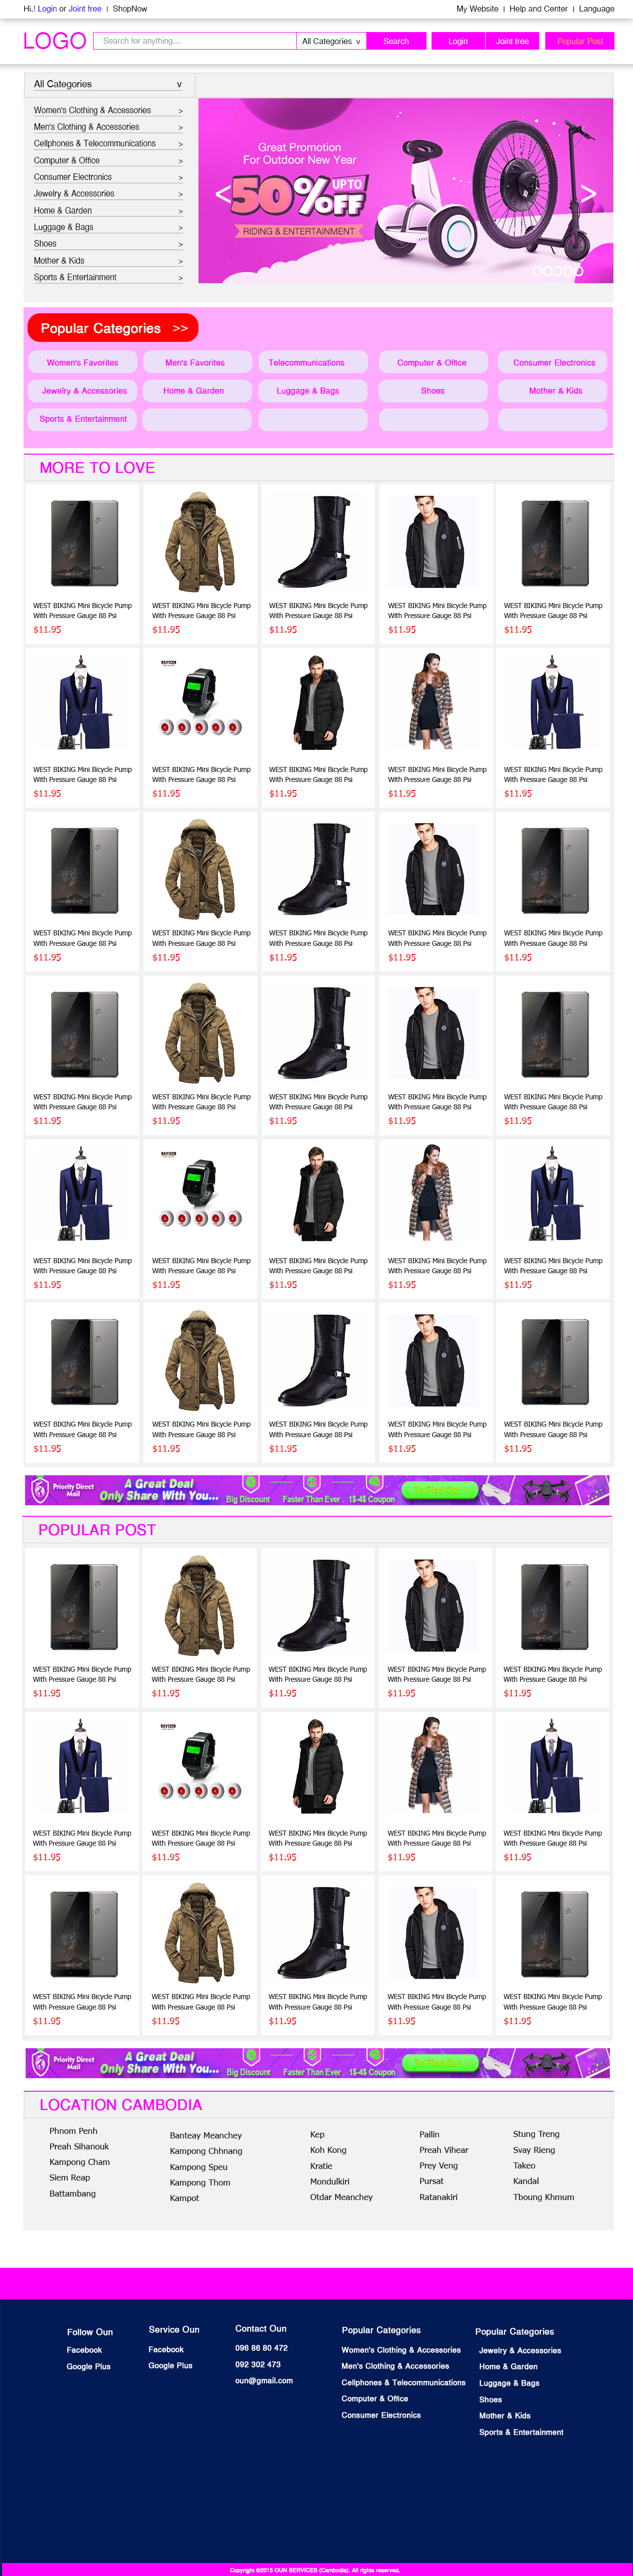 Hi.! Login or Joint free | ShopNow
My Website | Help and Center | Language
LOGO
Search for anything....
All Categories v
Search
Login
Joint free
Popular Post
All Categories v
Women's Clothing & Accessories >
Men's Clothing & Accessories >
Cellphones & Telecommunications >
Computer & Office >
Consumer Electronics >
Jewelry & Accessories >
Home & Garden >
Luggage & Bags >
Shoes >
Mother & Kids >
Sports & Entertainment >
Great Promotion
For Outdoor New Year
50% UP TO OFF
RIDING & ENTERTAINMENT
< >
Popular Categories >>
Women's Favorites Men's Favorites Telecommunications Computer & Office Consumer Electronics
Jewelry & Accessories Home & Garden Luggage & Bags Shoes Mother & Kids
Sports & Entertainment
MORE TO LOVE
WEST BIKING Mini Bicycle Pump WEST BIKING Mini Bicycle Pump WEST BIKING Mini Bicycle Pump WEST BIKING Mini Bicycle Pump WEST BIKING Mini Bicycle Pump
With Pressure Gauge 88 Psi With Pressure Gauge 88 Psi With Pressure Gauge 88 Psi With Pressure Gauge 88 Psi With Pressure Gauge 88 Psi
$11.95 $11.95 $11.95 $11.95 $11.95
WEST BIKING Mini Bicycle Pump WEST BIKING Mini Bicycle Pump WEST BIKING Mini Bicycle Pump WEST BIKING Mini Bicycle Pump WEST BIKING Mini Bicycle Pump
With Pressure Gauge 88 Psi With Pressure Gauge 88 Psi With Pressure Gauge 88 Psi With Pressure Gauge 88 Psi With Pressure Gauge 88 Psi
$11.95 $11.95 $11.95 $11.95 $11.95
WEST BIKING Mini Bicycle Pump WEST BIKING Mini Bicycle Pump WEST BIKING Mini Bicycle Pump WEST BIKING Mini Bicycle Pump WEST BIKING Mini Bicycle Pump
With Pressure Gauge 88 Psi With Pressure Gauge 88 Psi With Pressure Gauge 88 Psi With Pressure Gauge 88 Psi With Pressure Gauge 88 Psi
$11.95 $11.95 $11.95 $11.95 $11.95
WEST BIKING Mini Bicycle Pump WEST BIKING Mini Bicycle Pump WEST BIKING Mini Bicycle Pump WEST BIKING Mini Bicycle Pump WEST BIKING Mini Bicycle Pump
With Pressure Gauge 88 Psi With Pressure Gauge 88 Psi With Pressure Gauge 88 Psi With Pressure Gauge 88 Psi With Pressure Gauge 88 Psi
$11.95 $11.95 $11.95 $11.95 $11.95
WEST BIKING Mini Bicycle Pump WEST BIKING Mini Bicycle Pump WEST BIKING Mini Bicycle Pump WEST BIKING Mini Bicycle Pump WEST BIKING Mini Bicycle Pump
With Pressure Gauge 88 Psi With Pressure Gauge 88 Psi With Pressure Gauge 88 Psi With Pressure Gauge 88 Psi With Pressure Gauge 88 Psi
$11.95 $11.95 $11.95 $11.95 $11.95
WEST BIKING Mini Bicycle Pump WEST BIKING Mini Bicycle Pump WEST BIKING Mini Bicycle Pump WEST BIKING Mini Bicycle Pump WEST BIKING Mini Bicycle Pump
With Pressure Gauge 88 Psi With Pressure Gauge 88 Psi With Pressure Gauge 88 Psi With Pressure Gauge 88 Psi With Pressure Gauge 88 Psi
$11.95 $11.95 $11.95 $11.95 $11.95
Priority Direct Mail
A Great Deal
Only Share With You...
Big Discount Faster Than Ever 1$-4$ Coupon
To Find Out
POPULAR POST
WEST BIKING Mini Bicycle Pump WEST BIKING Mini Bicycle Pump WEST BIKING Mini Bicycle Pump WEST BIKING Mini Bicycle Pump WEST BIKING Mini Bicycle Pump
With Pressure Gauge 88 Psi With Pressure Gauge 88 Psi With Pressure Gauge 88 Psi With Pressure Gauge 88 Psi With Pressure Gauge 88 Psi
$11.95 $11.95 $11.95 $11.95 $11.95
WEST BIKING Mini Bicycle Pump WEST BIKING Mini Bicycle Pump WEST BIKING Mini Bicycle Pump WEST BIKING Mini Bicycle Pump WEST BIKING Mini Bicycle Pump
With Pressure Gauge 88 Psi With Pressure Gauge 88 Psi With Pressure Gauge 88 Psi With Pressure Gauge 88 Psi With Pressure Gauge 88 Psi
$11.95 $11.95 $11.95 $11.95 $11.95
WEST BIKING Mini Bicycle Pump WEST BIKING Mini Bicycle Pump WEST BIKING Mini Bicycle Pump WEST BIKING Mini Bicycle Pump WEST BIKING Mini Bicycle Pump
With Pressure Gauge 88 Psi With Pressure Gauge 88 Psi With Pressure Gauge 88 Psi With Pressure Gauge 88 Psi With Pressure Gauge 88 Psi
$11.95 $11.95 $11.95 $11.95 $11.95
Priority Direct Mail
A Great Deal
Only Share With You...
Big Discount Faster Than Ever 1$-4$ Coupon
To Find Out
LOCATION CAMBODIA
Phnom Penh
Preah Sihanouk
Kampong Cham
Siem Reap
Battambang
Banteay Meanchey
Kampong Chhnang
Kampong Speu
Kampong Thom
Kampot
Kep
Koh Kong
Kratie
Mondulkiri
Otdar Meanchey
Pailin
Preah Vihear
Prey Veng
Pursat
Ratanakiri
Stung Treng
Svay Rieng
Takeo
Kandal
Tboung Khmum
Follow Oun
Facebook
Google Plus
Service Oun
Facebook
Google Plus
Contact Oun
096 86 80 472
092 302 473
oun@gmail.com
Popular Categories
Women's Clothing & Accessories
Men's Clothing & Accessories
Cellphones & Telecommunications
Computer & Office
Consumer Electronics
Popular Categories
Jewelry & Accessories
Home & Garden
Luggage & Bags
Shoes
Mother & Kids
Sports & Entertainment
Copyright ©2015 OUN SERVICES (Cambodia). All rights reserved.